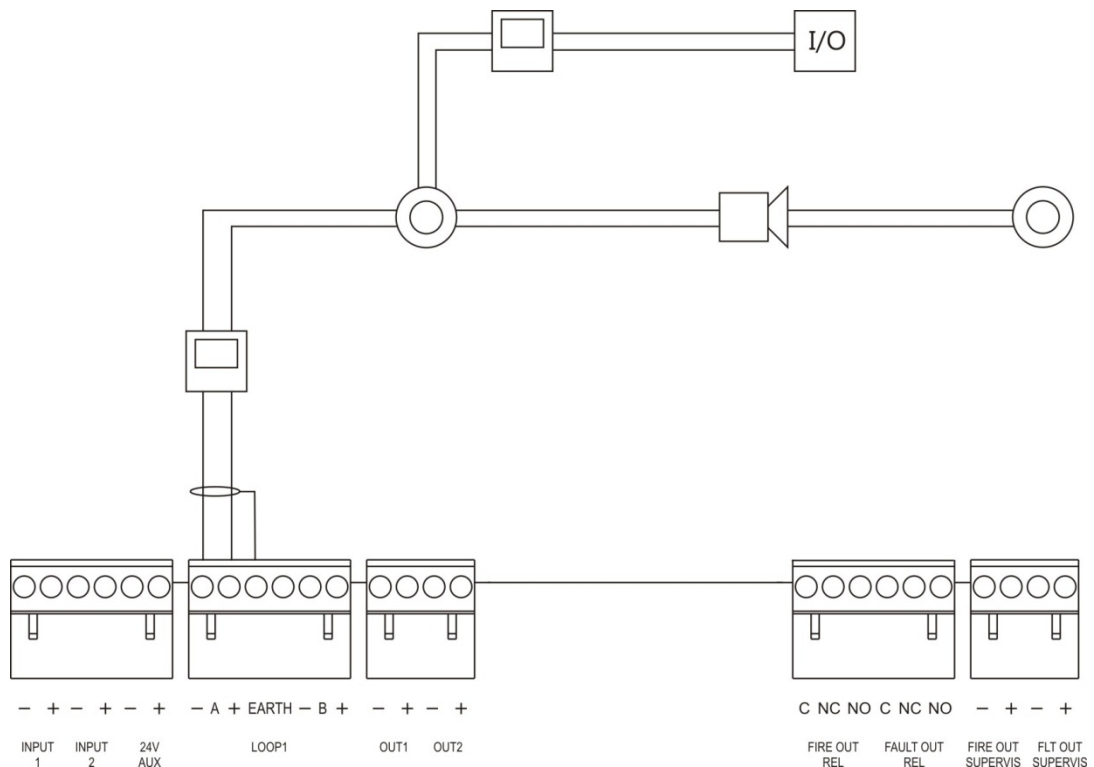 I/O
− + − + − + − A + EARTH − B + − + − + C NC NO C NC NO − + − +
INPUT INPUT 24V LOOP1 OUT1 OUT2 FIRE OUT FAULT OUT FIRE OUT FLT OUT
1 2 AUX REL REL SUPERVIS SUPERVIS